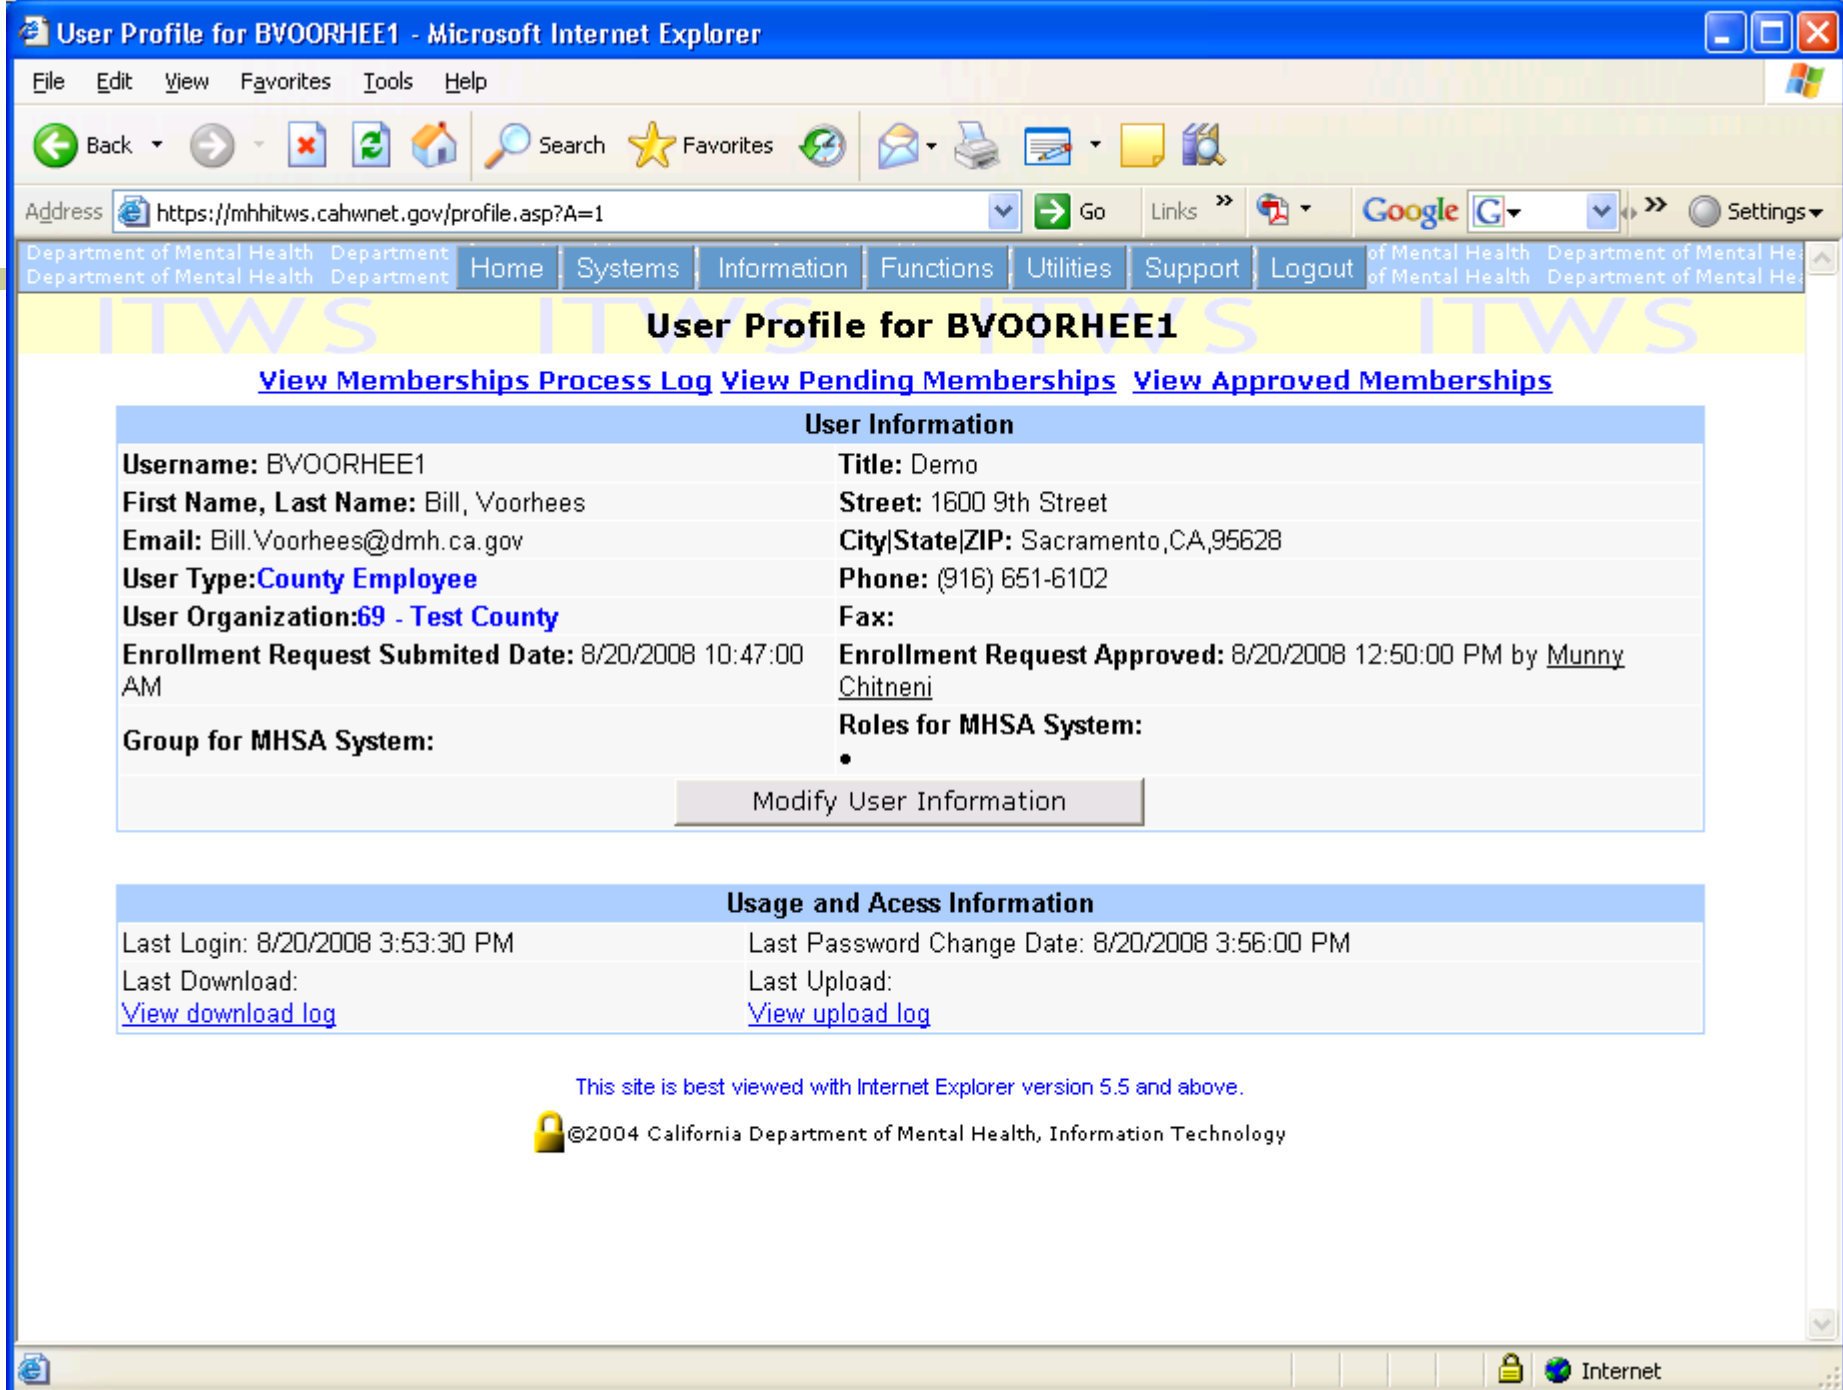 User Profile for BVOORHEE1 - Microsoft Internet Explorer
File Edit View Favorites Tools Help
Back Search Favorites
Address https://mhhitws.cahwnet.gov/profile.asp?A=1 Go Links » Google G » Settings
Department of Mental Health Department of Mental Health Department of Mental Hea
Department of Mental Health Department of Mental Health Department of Mental Hea
Home Systems Information Functions Utilities Support Logout
ITWS ITWS ITWS ITWS
User Profile for BVOORHEE1
View Memberships Process Log View Pending Memberships View Approved Memberships
User Information
Username: BVOORHEE1 Title: Demo
First Name, Last Name: Bill, Voorhees Street: 1600 9th Street
Email: Bill.Voorhees@dmh.ca.gov City|State|ZIP: Sacramento,CA,95628
User Type:County Employee Phone: (916) 651-6102
User Organization:69 - Test County Fax:
Enrollment Request Submited Date: 8/20/2008 10:47:00 AM
Enrollment Request Approved: 8/20/2008 12:50:00 PM by Munny Chitneni
Group for MHSA System: Roles for MHSA System:
•
Modify User Information
Usage and Acess Information
Last Login: 8/20/2008 3:53:30 PM Last Password Change Date: 8/20/2008 3:56:00 PM
Last Download: Last Upload:
View download log View upload log
This site is best viewed with Internet Explorer version 5.5 and above.
©2004 California Department of Mental Health, Information Technology
Internet